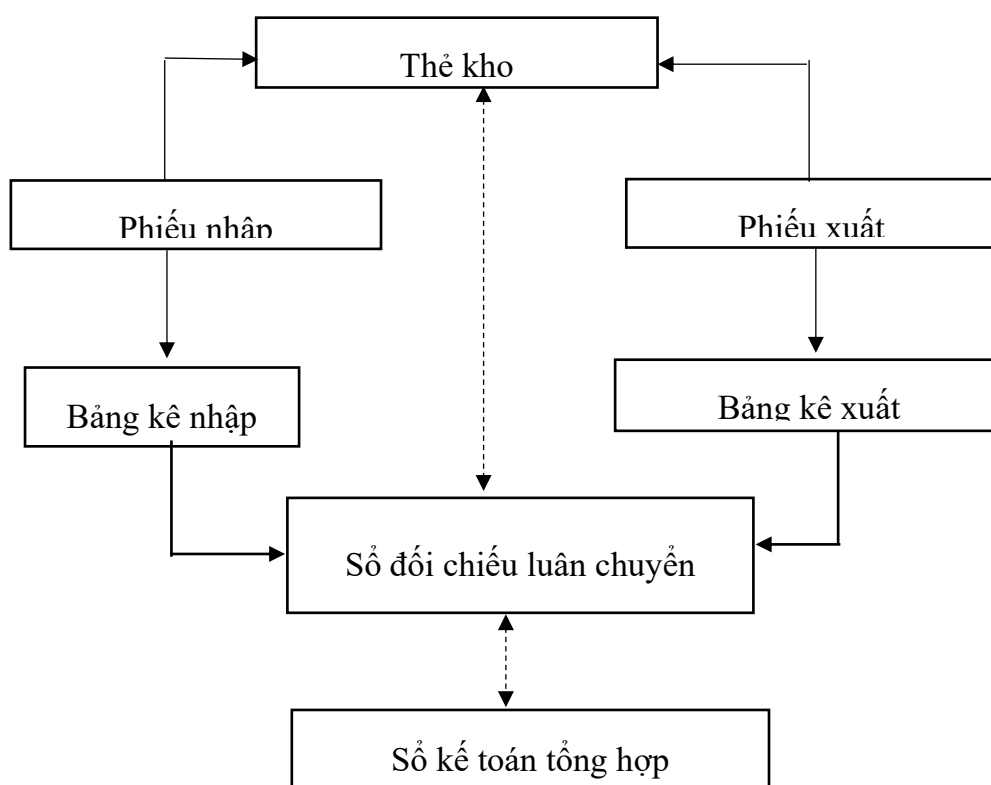 Thẻ kho
Phiếu nhập
Phiếu xuất
Bảng kê nhập
Bảng kê xuất
Sổ đối chiếu luân chuyển
Sổ kế toán tổng hợp